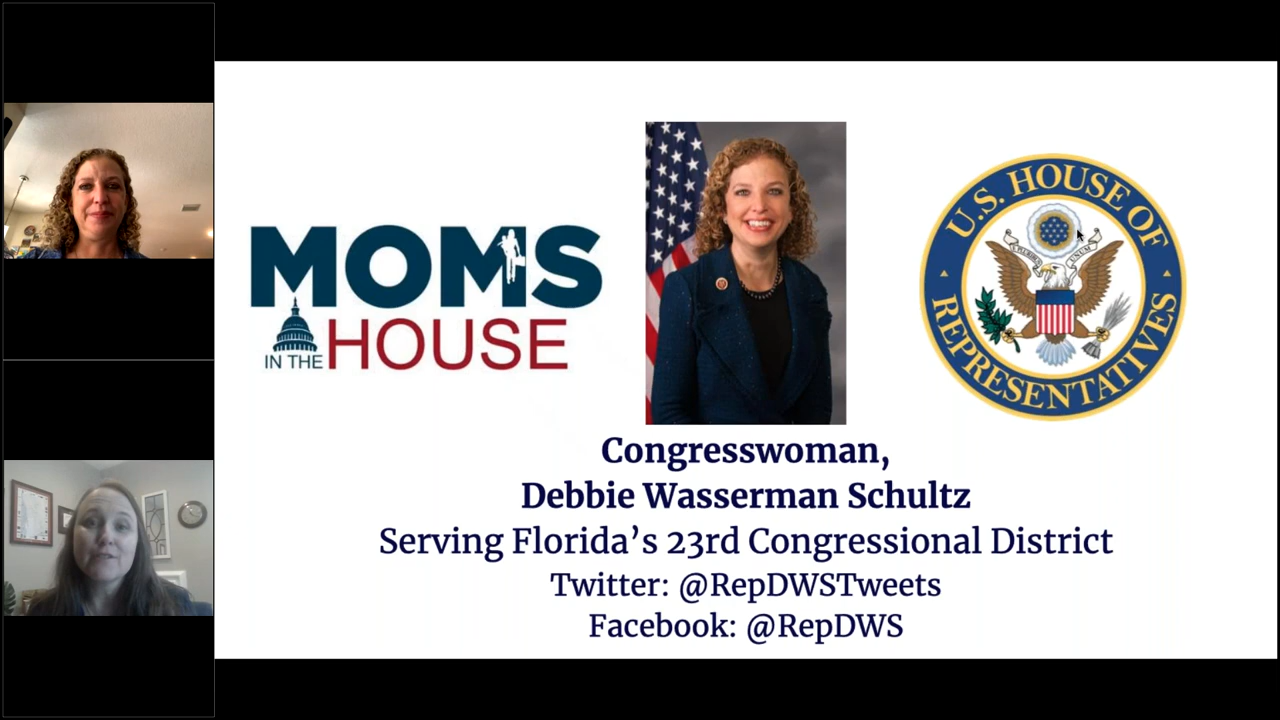 MOMS
IN THE HOUSE
U.S. HOUSE OF
REPRESENTATIVES
Congresswoman,
Debbie Wasserman Schultz
Serving Florida’s 23rd Congressional District
Twitter: @RepDWSTweets
Facebook: @RepDWS